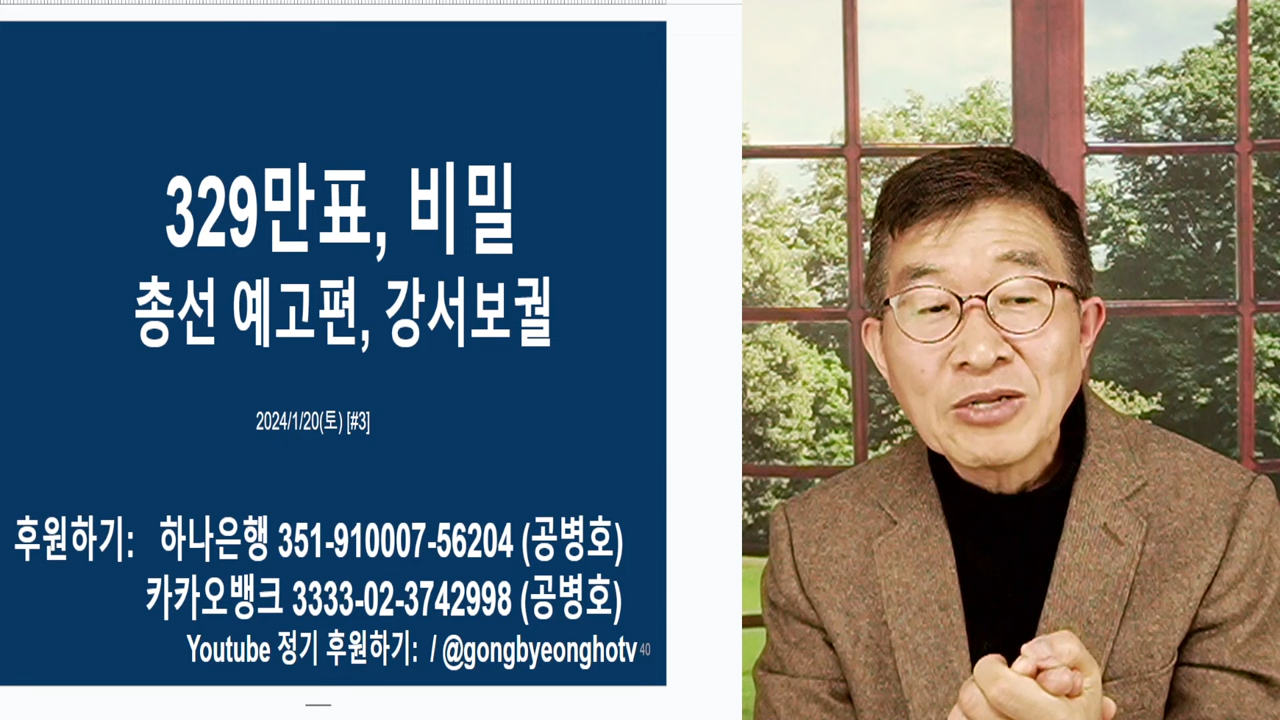 329만표, 비밀
총선 예고편, 강서보궐
2024/1/20(토) [#3]
후원하기: 하나은행 351-910007-56204 (공병호)
카카오뱅크 3333-02-3742998 (공병호)
Youtube 정기 후원하기: / @gongbyeonghotv
40